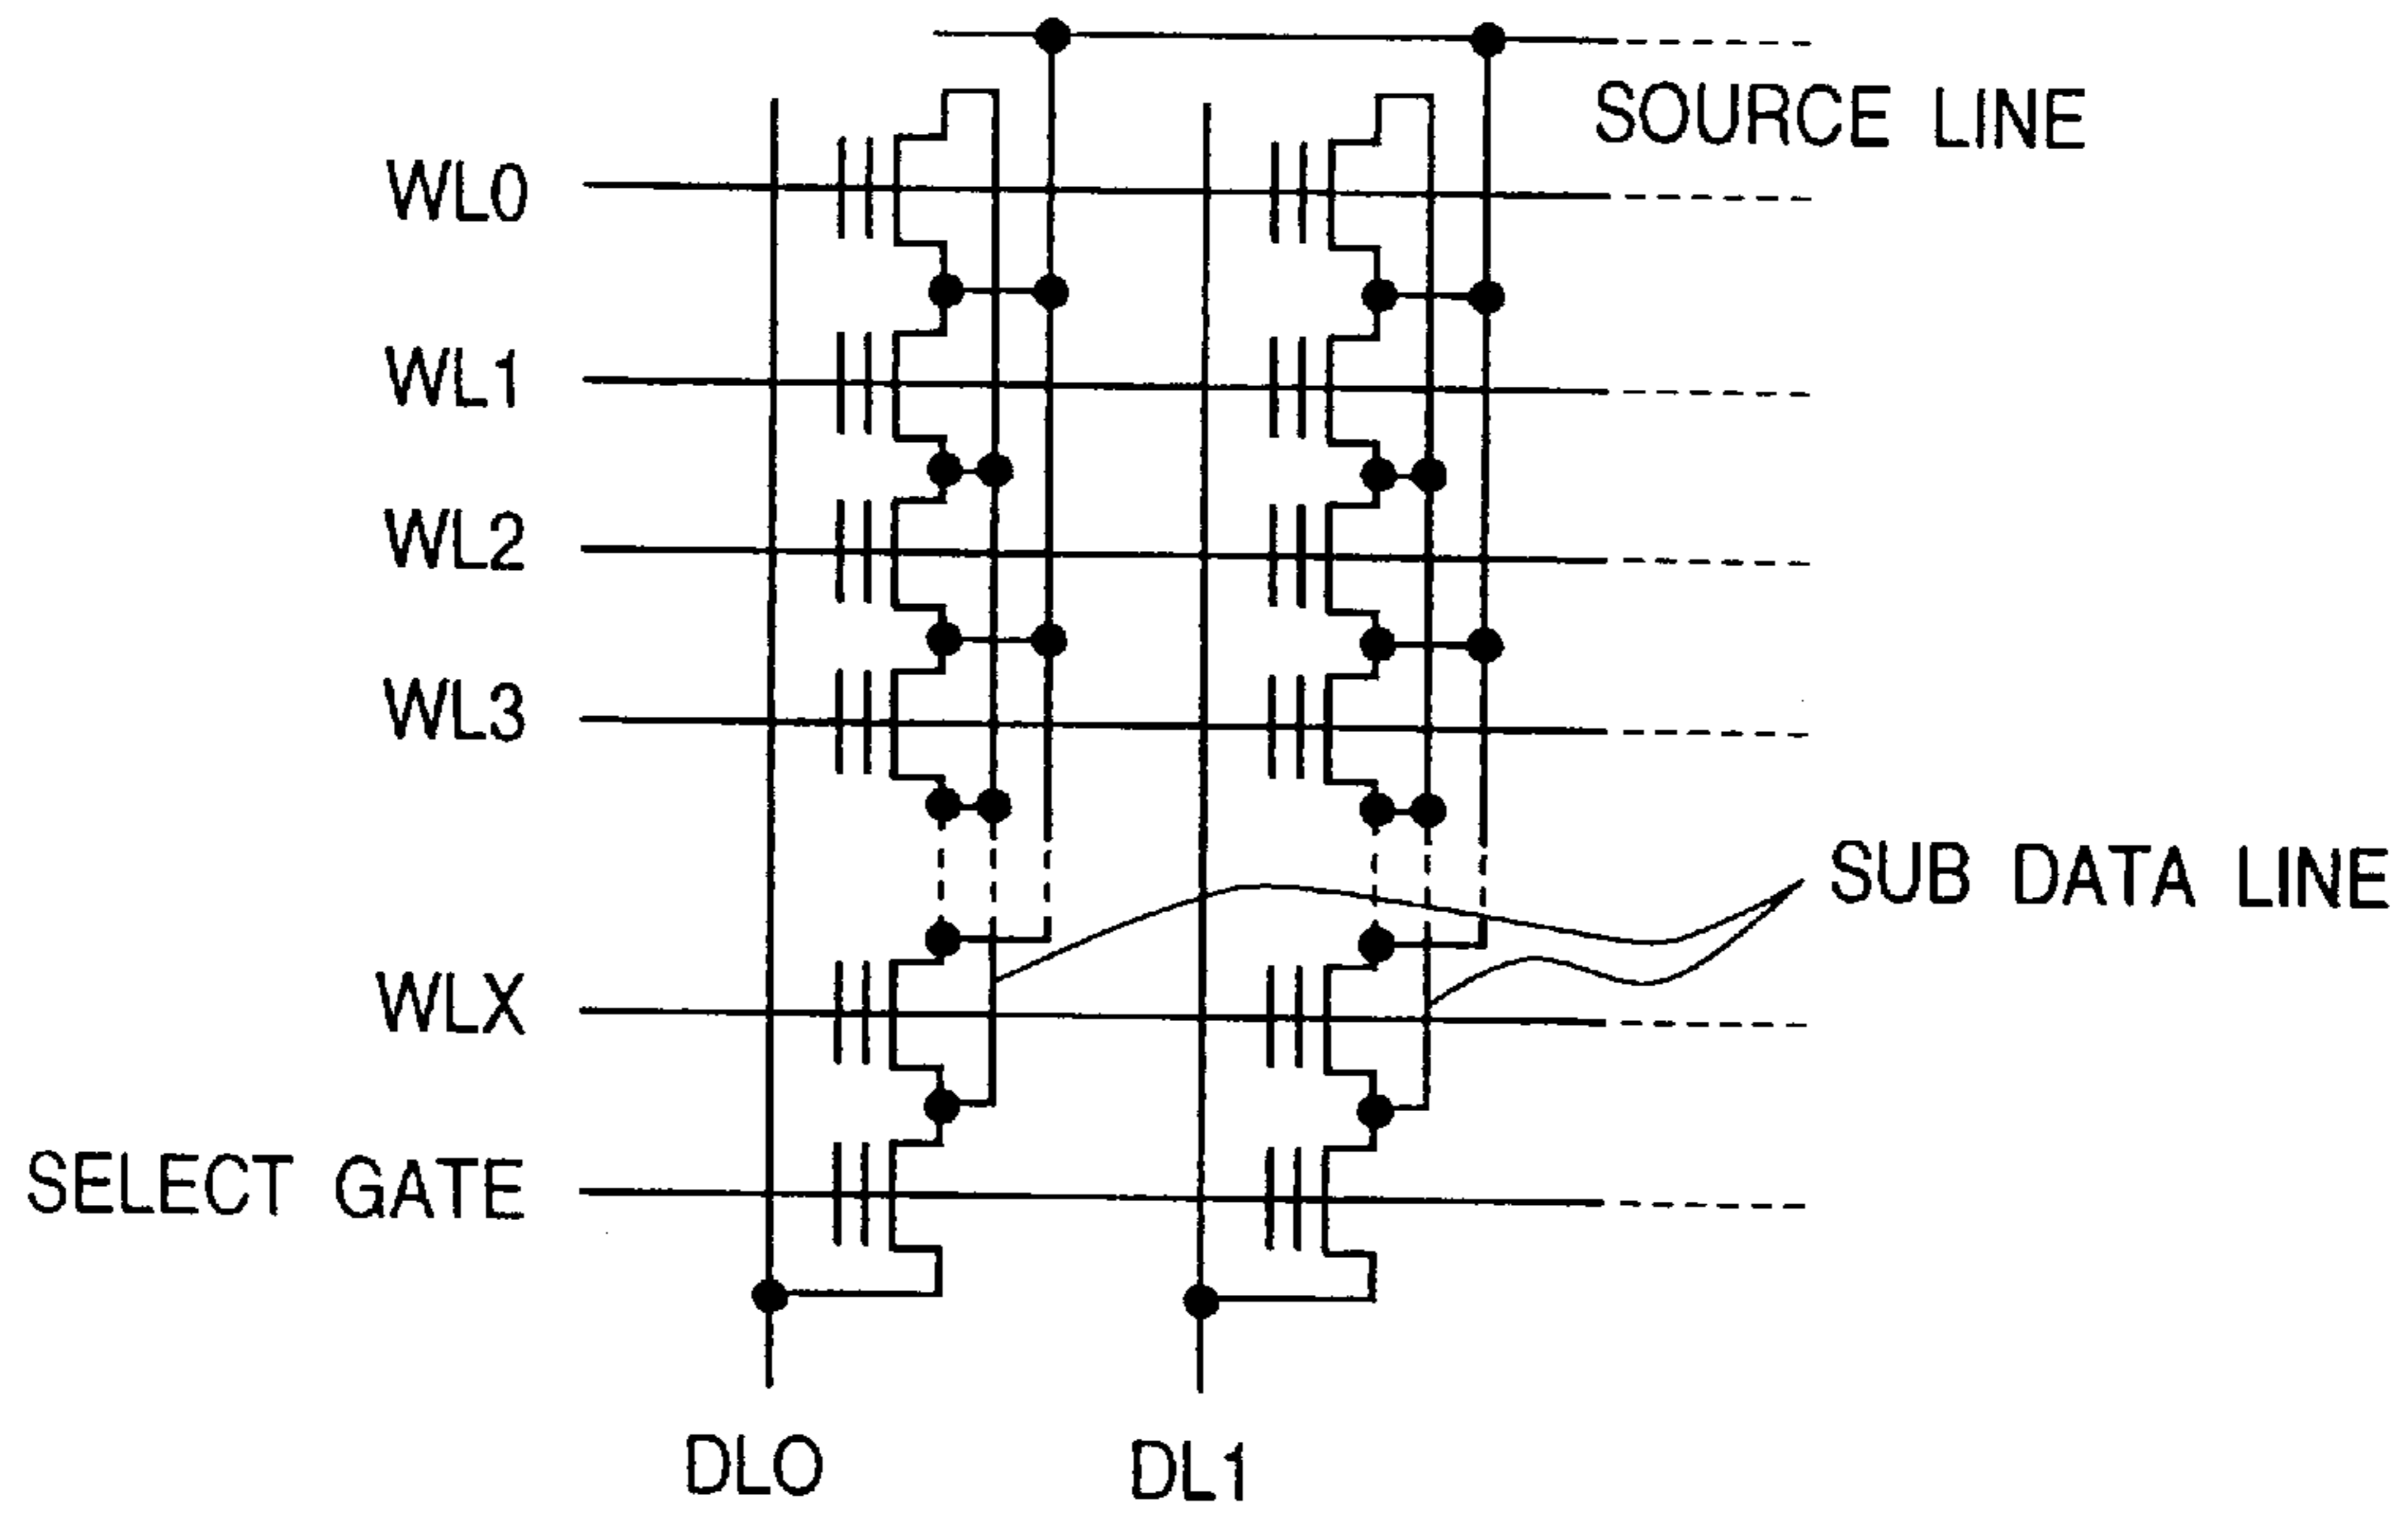 SOURCE LINE
WL0
WL1
WL2
WL3
SUB DATA LINE
WLX
SELECT GATE
DL0
DL1